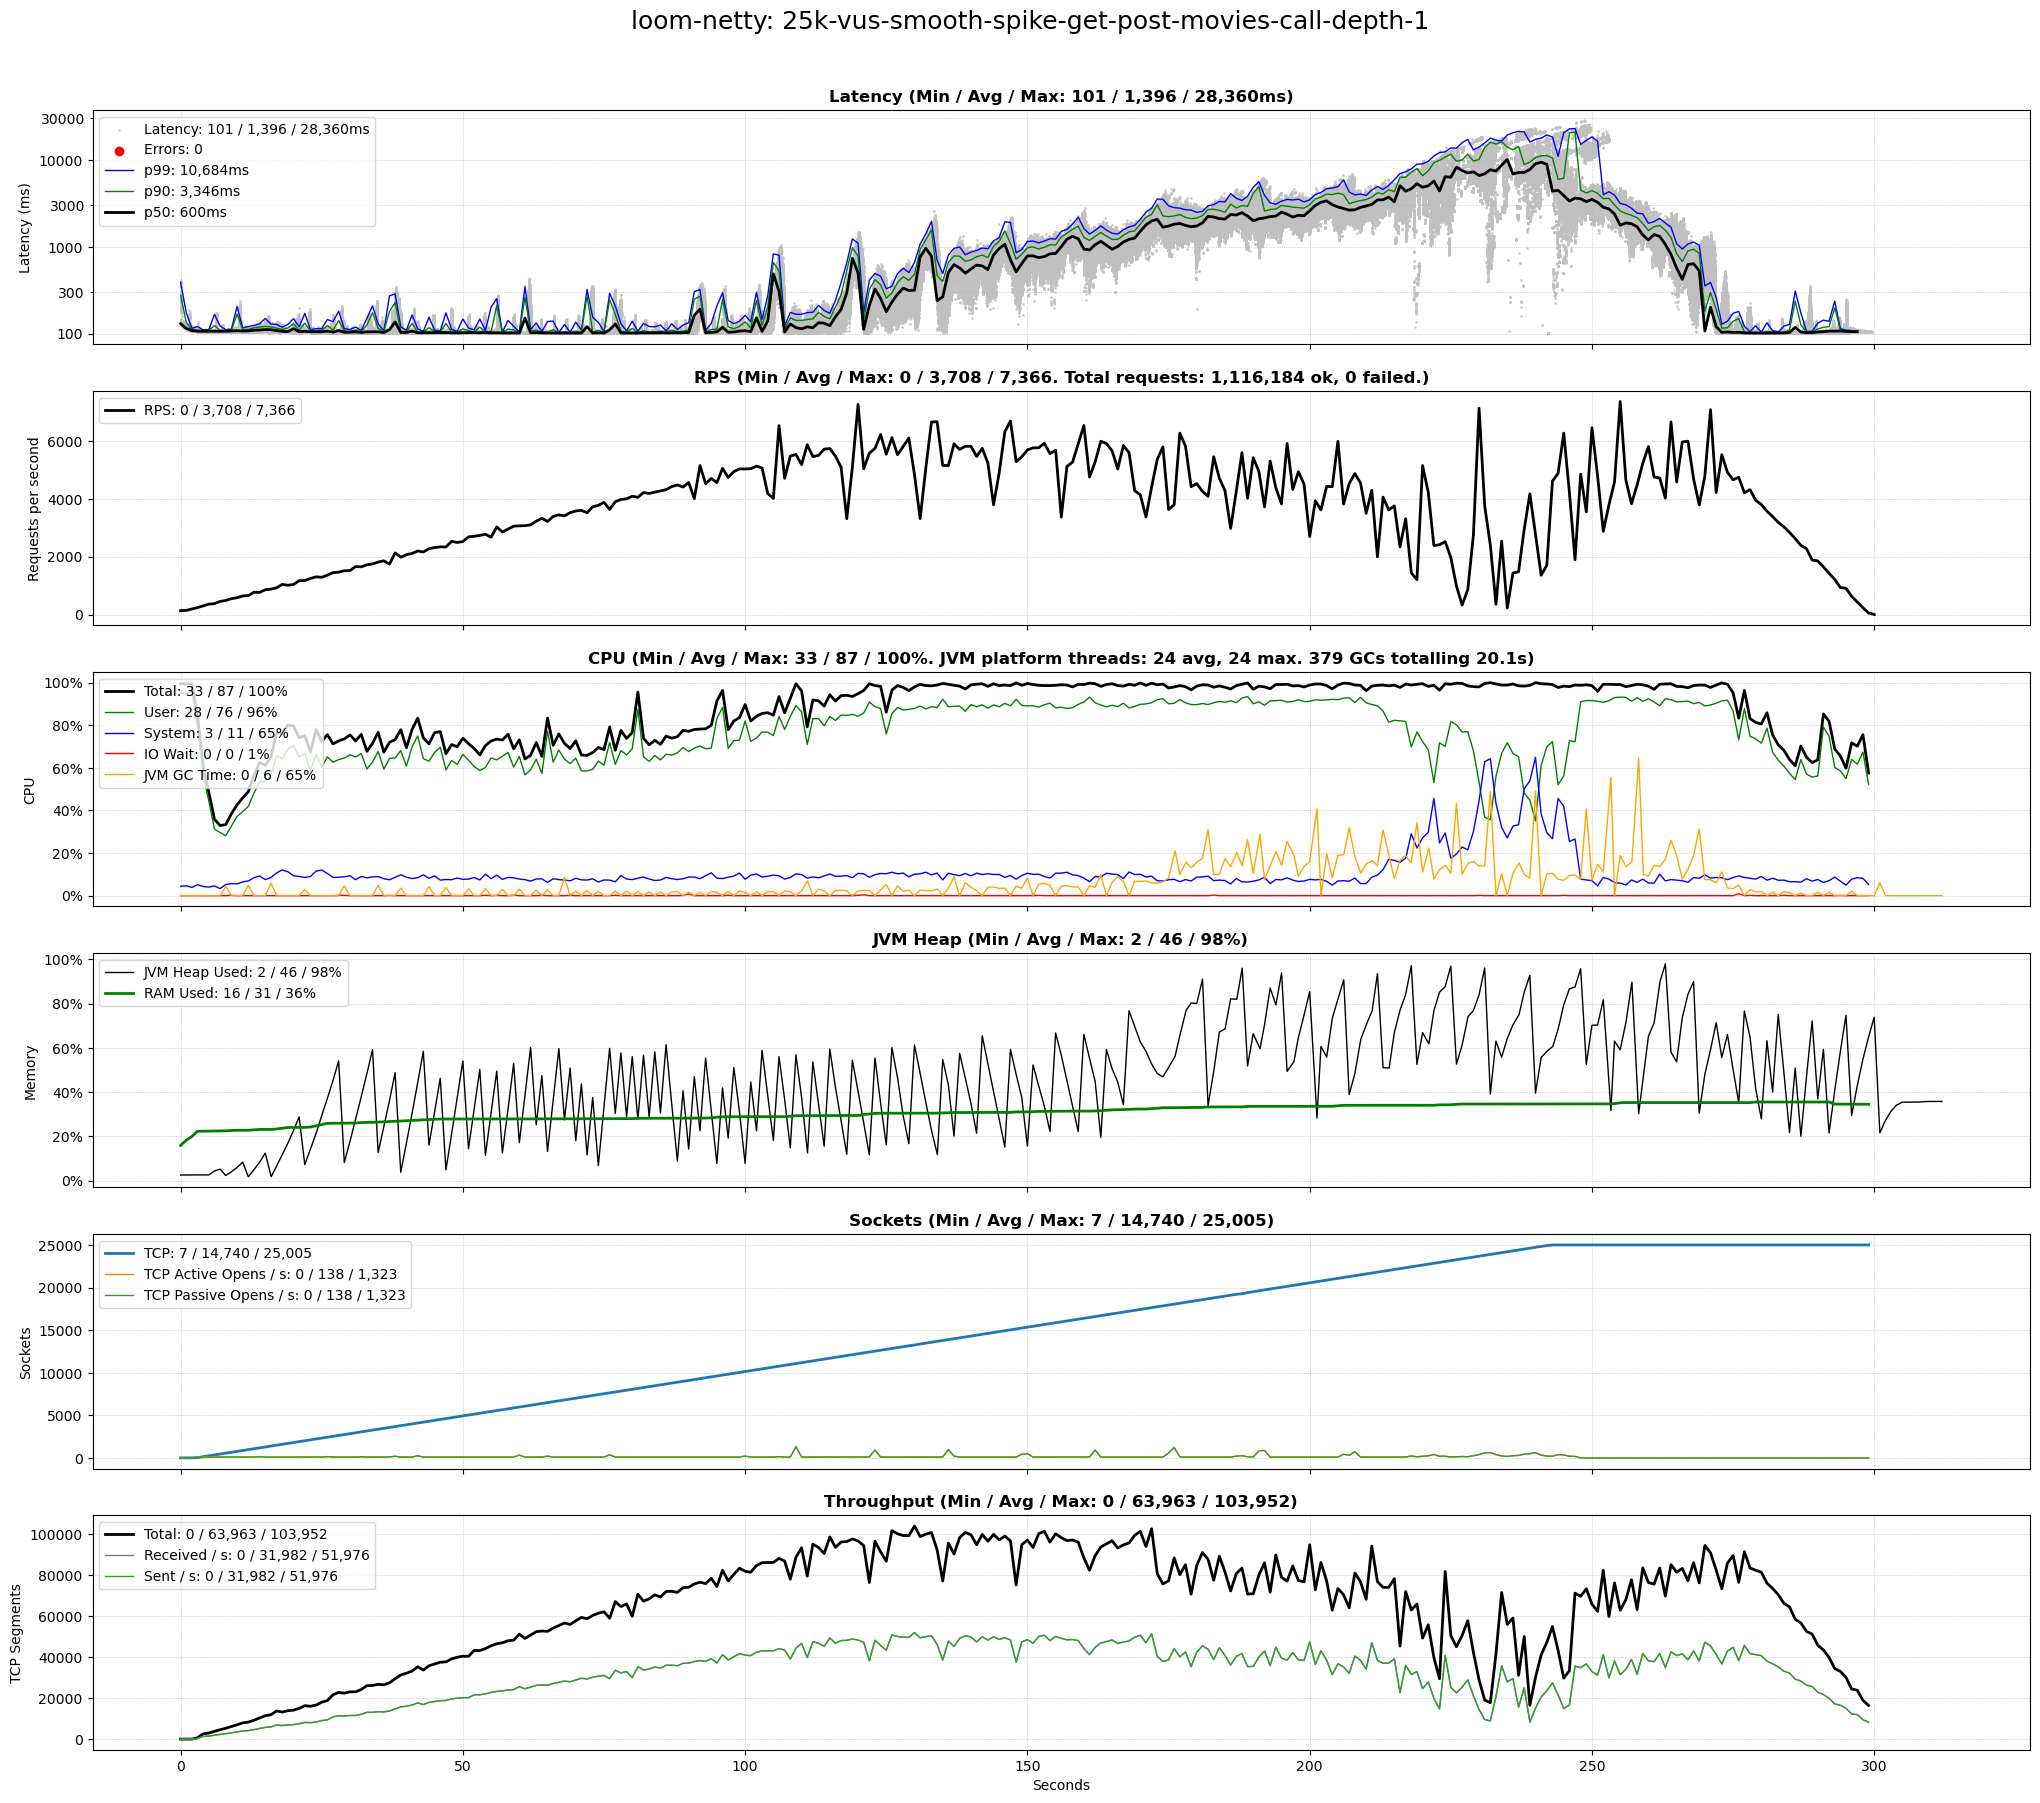 loom-netty: 25k-vus-smooth-spike-get-post-movies-call-depth-1
Latency (Min / Avg / Max: 101 / 1,396 / 28,360ms)
Latency (ms)
30000
10000
3000
1000
300
100
Latency: 101 / 1,396 / 28,360ms
Errors: 0
p99: 10,684ms
p90: 3,346ms
p50: 600ms
RPS (Min / Avg / Max: 0 / 3,708 / 7,366. Total requests: 1,116,184 ok, 0 failed.)
Requests per second
6000
4000
2000
0
RPS: 0 / 3,708 / 7,366
CPU (Min / Avg / Max: 33 / 87 / 100%. JVM platform threads: 24 avg, 24 max. 379 GCs totalling 20.1s)
CPU
100%
80%
60%
40%
20%
0%
Total: 33 / 87 / 100%
User: 28 / 76 / 96%
System: 3 / 11 / 65%
IO Wait: 0 / 0 / 1%
JVM GC Time: 0 / 6 / 65%
JVM Heap (Min / Avg / Max: 2 / 46 / 98%)
Memory
100%
80%
60%
40%
20%
0%
JVM Heap Used: 2 / 46 / 98%
RAM Used: 16 / 31 / 36%
Sockets (Min / Avg / Max: 7 / 14,740 / 25,005)
Sockets
25000
20000
15000
10000
5000
0
TCP: 7 / 14,740 / 25,005
TCP Active Opens / s: 0 / 138 / 1,323
TCP Passive Opens / s: 0 / 138 / 1,323
Throughput (Min / Avg / Max: 0 / 63,963 / 103,952)
TCP Segments
100000
80000
60000
40000
20000
0
Total: 0 / 63,963 / 103,952
Received / s: 0 / 31,982 / 51,976
Sent / s: 0 / 31,982 / 51,976
0 50 100 150 200 250 300
Seconds